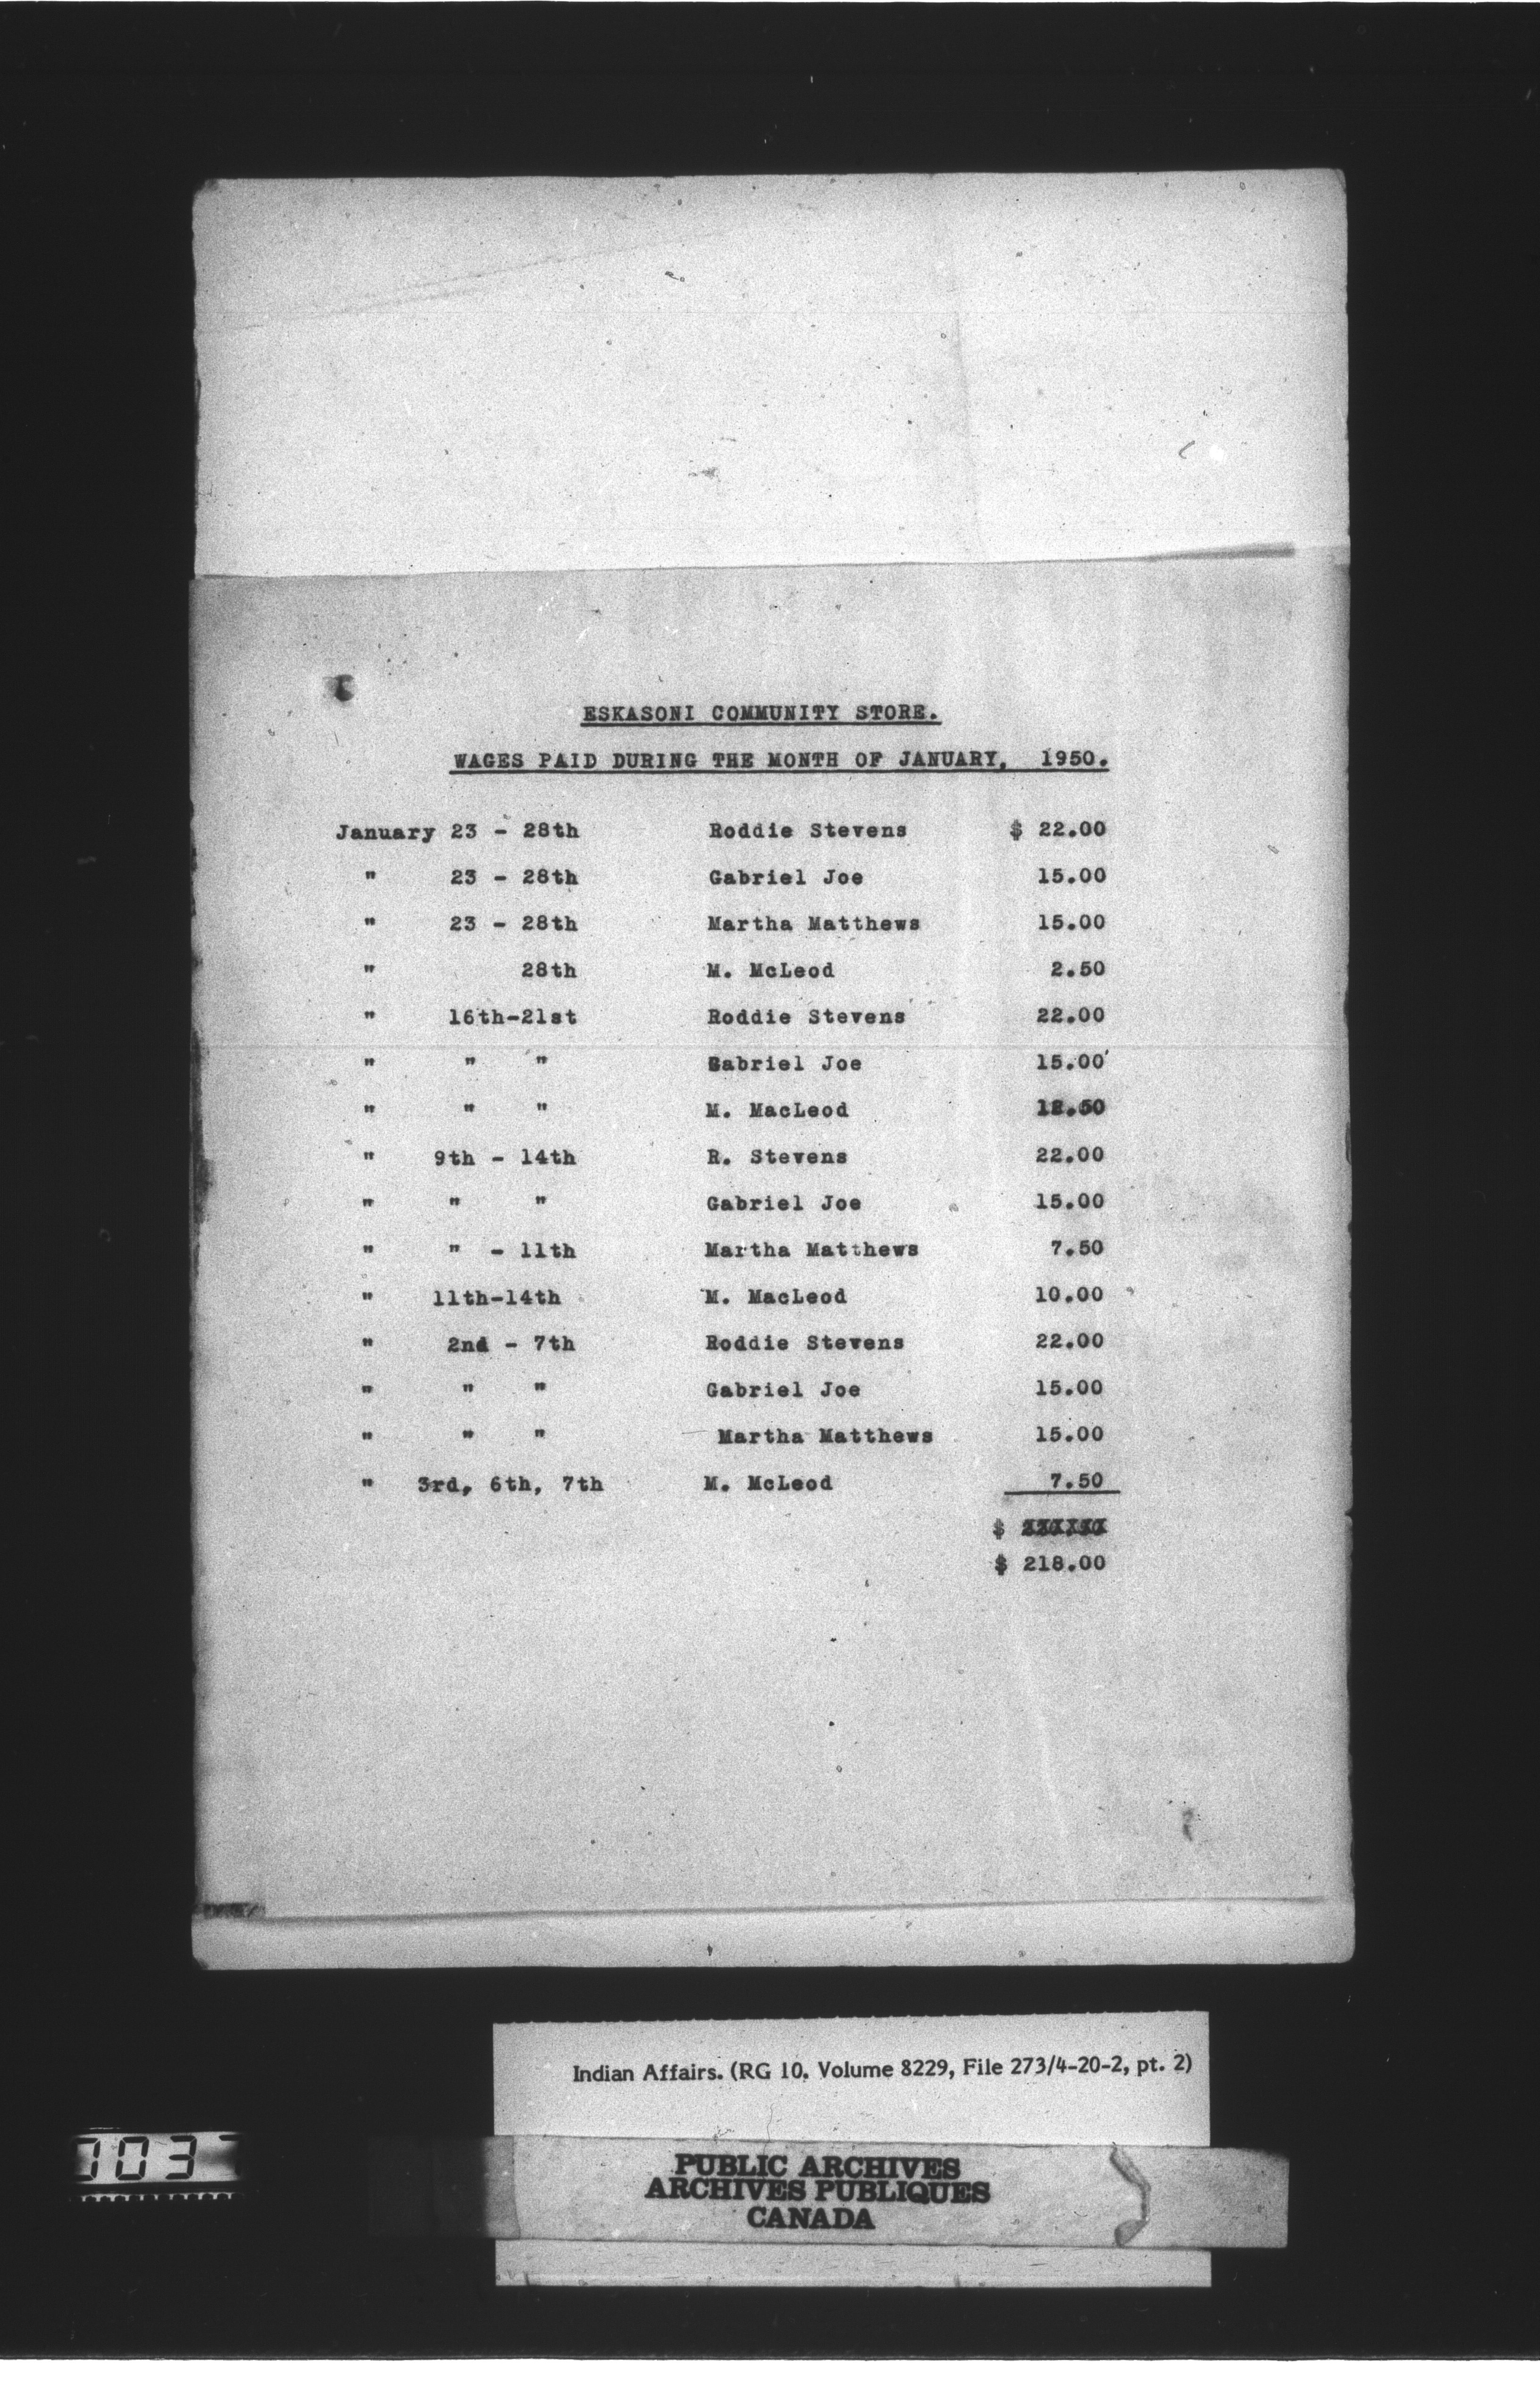 ESKASONI COMMUNITY STORE.
WAGES PAID DURING THE MONTH OF JANUARY, 1950.
January 23 - 28th Roddie Stevens $ 22.00
" 23 - 28th Gabriel Joe 15.00
" 23 - 28th Martha Matthews 15.00
" 28th M. McLeod 2.50
" 16th-21st Roddie Stevens 22.00
" " " Gabriel Joe 15.00
" " " M. MacLeod 12.50
" 9th - 14th R. Stevens 22.00
" " " Gabriel Joe 15.00
" " - 11th Martha Matthews 7.50
" 11th-14th M. MacLeod 10.00
" 2nd - 7th Roddie Stevens 22.00
" " " Gabriel Joe 15.00
" " " Martha Matthews 15.00
" 3rd, 6th, 7th M. McLeod 7.50
$
$ 218.00
Indian Affairs. (RG 10, Volume 8229, File 273/4-20-2, pt. 2)
PUBLIC ARCHIVES
ARCHIVES PUBLIQUES
CANADA